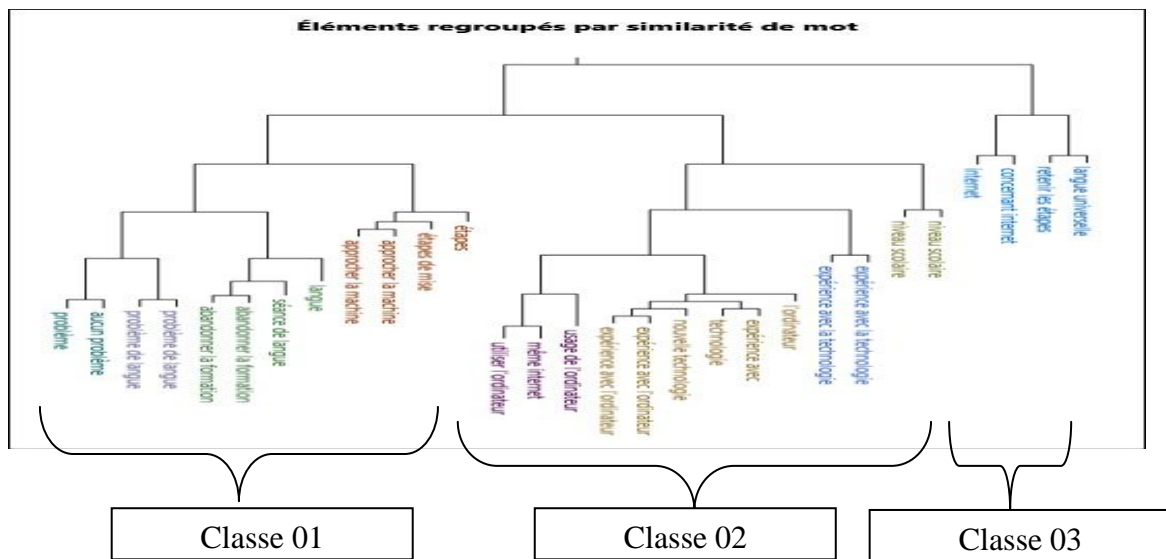 Éléments regroupés par similarité de mot
problème
aucun problème
problème de langue
problème de langue
abandonner la formation
abandonner la formation
séance de langue
langue
approcher la machine
approcher la machine
étapes de mise
étapes
utiliser l'ordinateur
même internet
usage de l'ordinateur
expérience avec l'ordinateur
expérience avec l'ordinateur
nouvelle technologie
technologie
expérience avec
l'ordinateur
expérience avec la technologie
expérience avec la technologie
niveau scolaire
niveau scolaire
internet
concernant internet
retenir les étapes
langue universelle
Classe 01
Classe 02
Classe 03